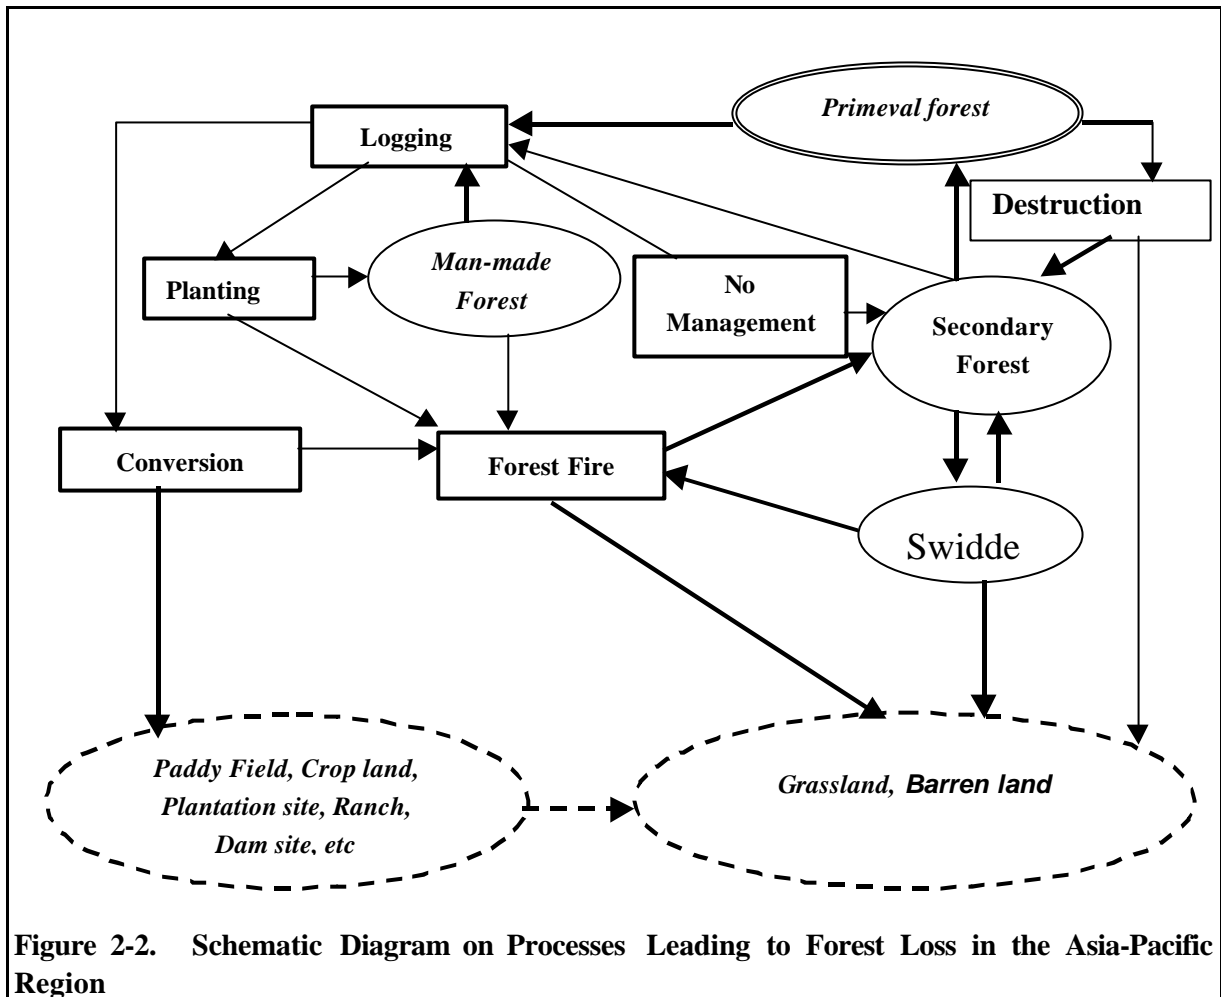 Primeval forest
Logging
Destruction
Man-made
Forest
Planting
No
Management
Secondary
Forest
Conversion
Forest Fire
Swidde
Paddy Field, Crop land,
Plantation site, Ranch,
Dam site, etc
Grassland, Barren land
Figure 2-2. Schematic Diagram on Processes Leading to Forest Loss in the Asia-Pacific
Region